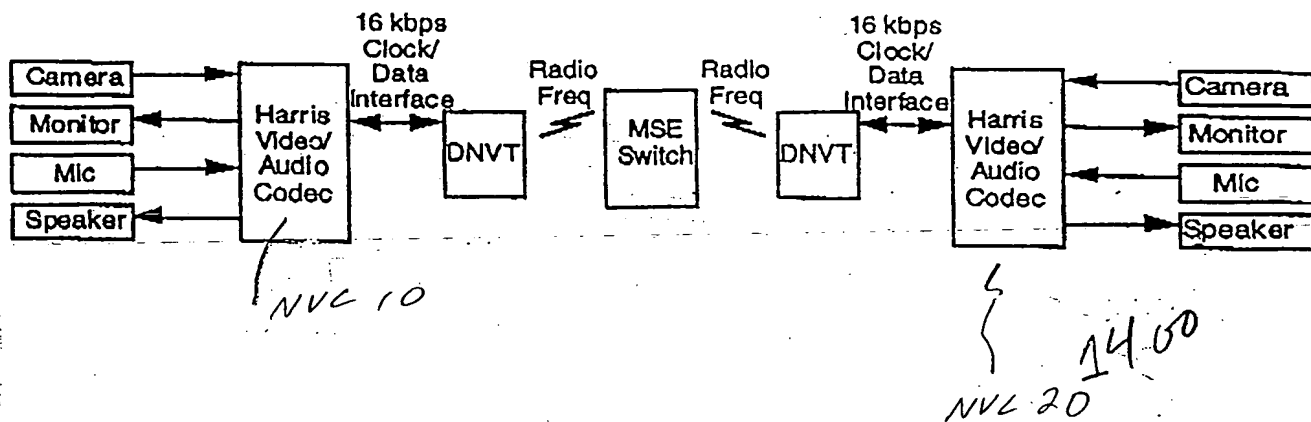 16 kbps
Clock/
Data
Interface
Camera
Monitor
Mic
Speaker
Harris
Video/
Audio
Codec
DNVT
Radio
Freq
MSE
Switch
Radio
Freq
DNVT
16 kbps
Clock/
Data
Interface
Harris
Video/
Audio
Codec
Camera
Monitor
Mic
Speaker
NVC 10
NVC 20
1400